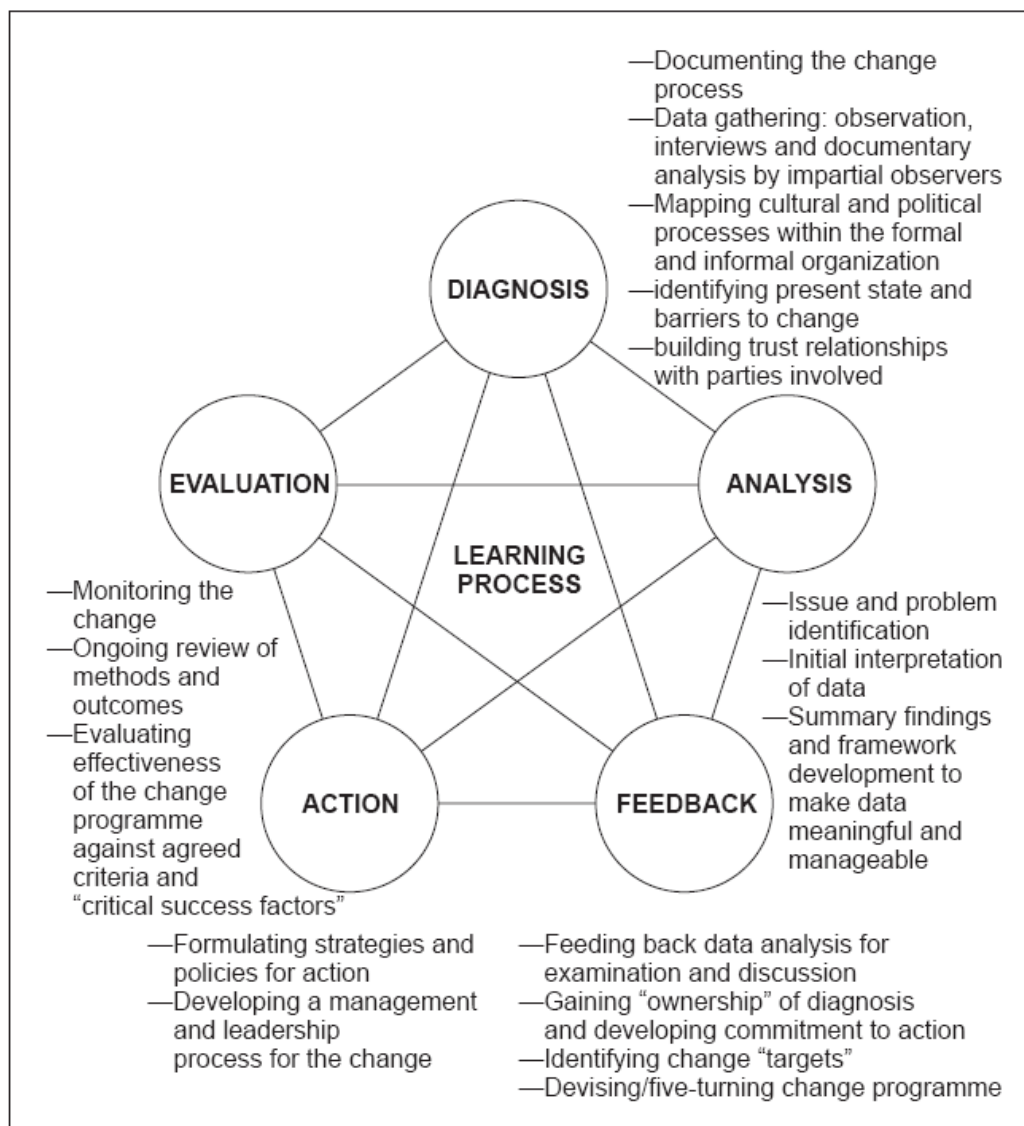 —Documenting the change
process
—Data gathering: observation,
interviews and documentary
analysis by impartial observers
—Mapping cultural and political
processes within the formal
and informal organization
—identifying present state and
barriers to change
—building trust relationships
with parties involved
DIAGNOSIS
EVALUATION
ANALYSIS
LEARNING
PROCESS
—Monitoring the
change
—Ongoing review of
methods and
outcomes
—Evaluating
effectiveness
of the change
programme
against agreed
criteria and
“critical success factors”
—Issue and problem
identification
—Initial interpretation
of data
—Summary findings
and framework
development to
make data
meaningful and
manageable
ACTION
FEEDBACK
—Formulating strategies and
policies for action
—Developing a management
and leadership
process for the change
—Feeding back data analysis for
examination and discussion
—Gaining “ownership” of diagnosis
and developing commitment to action
—Identifying change “targets”
—Devising/five-turning change programme